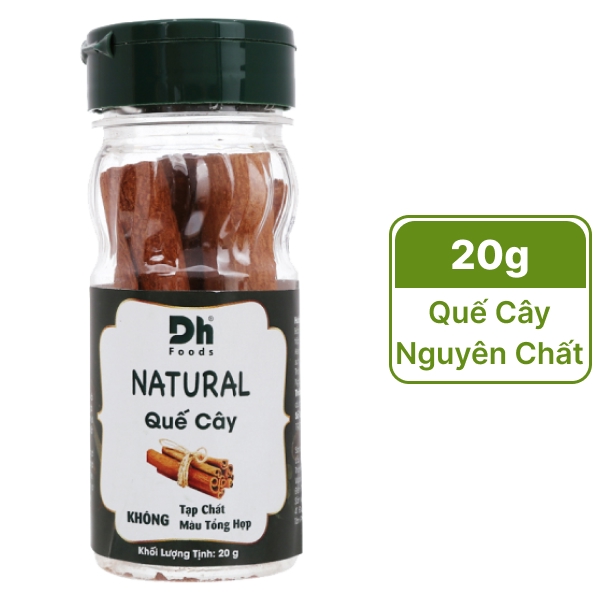 Dh
Foods
NATURAL
Quế Cây
KHÔNG Tạp Chất
Màu Tổng Hợp
Khối Lượng Tịnh: 20 g
20g
Quế Cây
Nguyên Chất